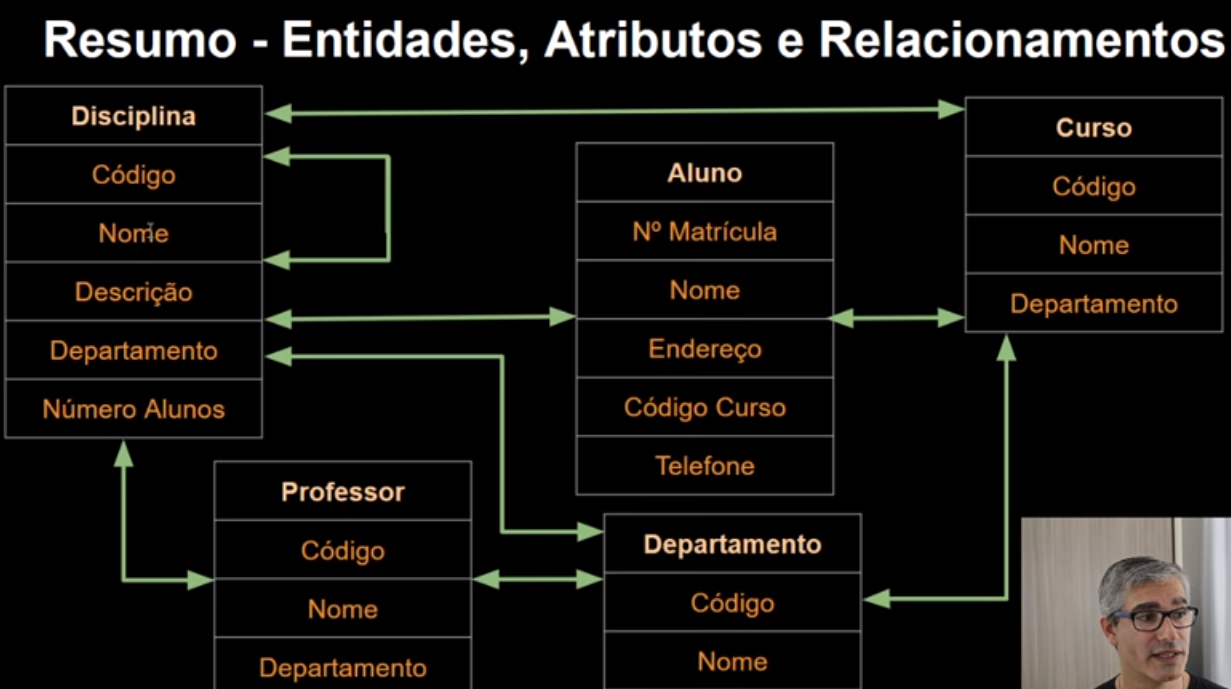 Resumo - Entidades, Atributos e Relacionamentos
Disciplina
Código
Nome
Descrição
Departamento
Número Alunos
Aluno
Nº Matrícula
Nome
Endereço
Código Curso
Telefone
Curso
Código
Nome
Departamento
Professor
Código
Nome
Departamento
Departamento
Código
Nome